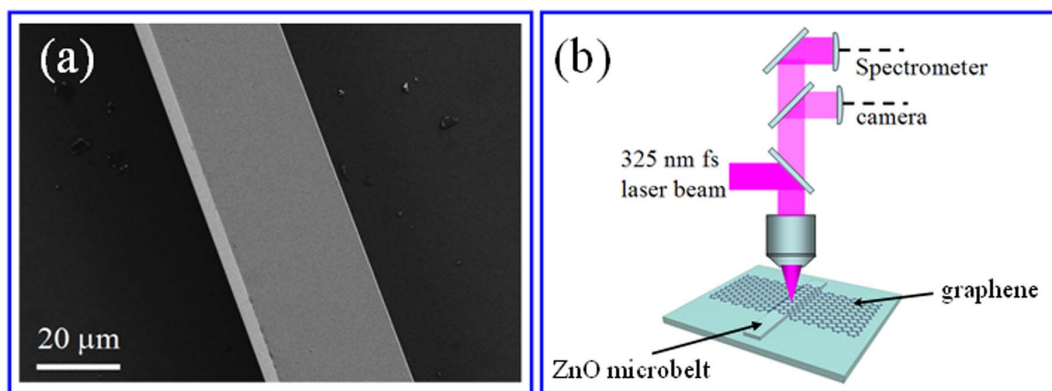 (a)
20 µm
(b)
Spectrometer
camera
325 nm fs
laser beam
graphene
ZnO microbelt